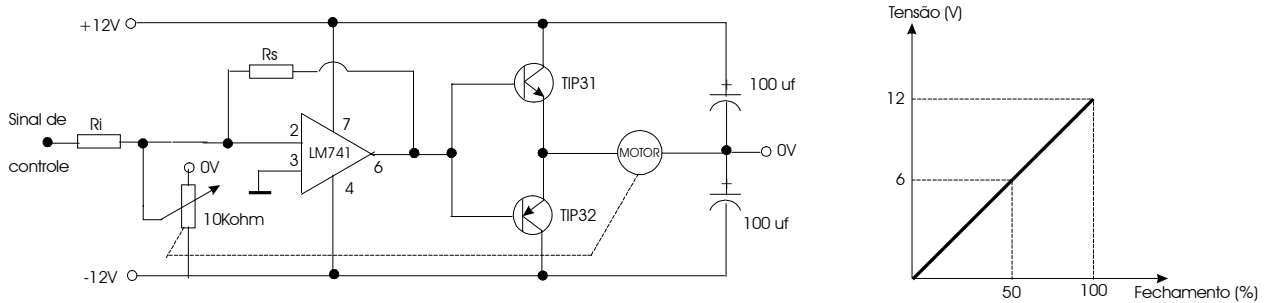 +12V
Rs
TIP31
100 uf
+
Sinal de
controle
Ri
2
7
LM741
3
6
4
MOTOR
0V
0V
10Kohm
TIP32
+
100 uf
-12V
Tensão (V)
12
6
50
100
Fechamento (%)